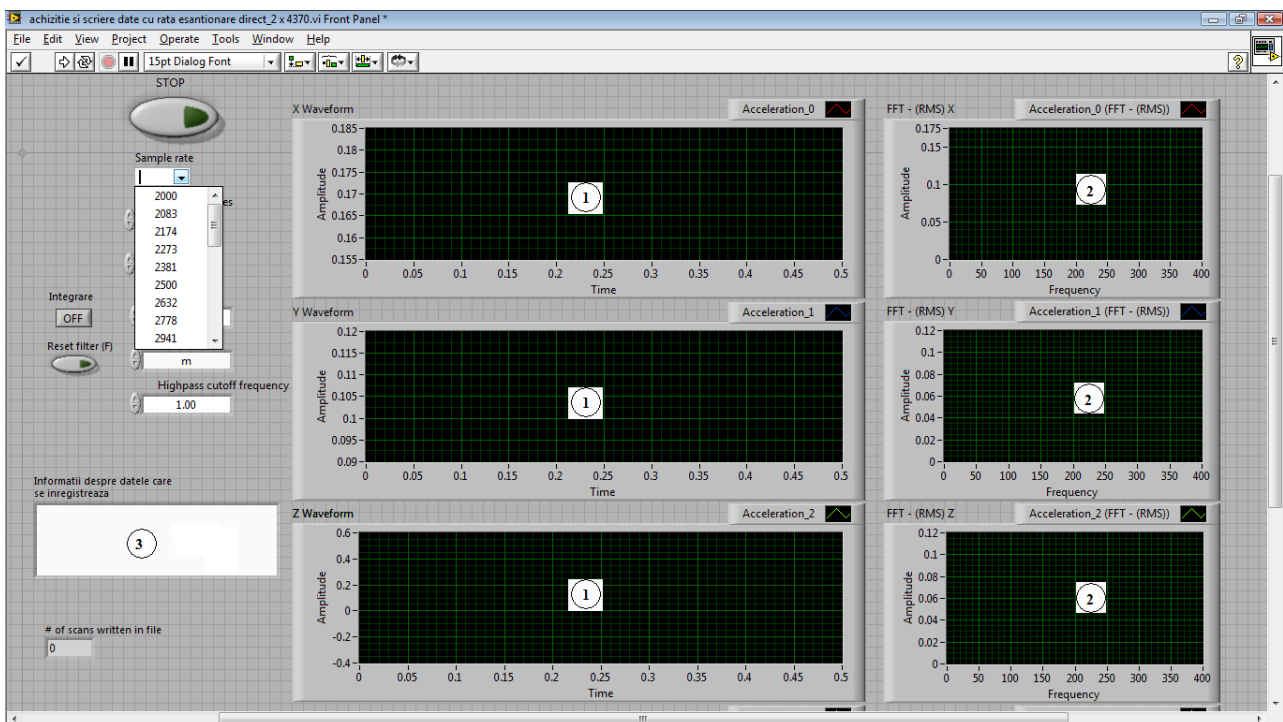 achizitie si scriere date cu rata esantionare direct_2 x 4370.vi Front Panel *
File Edit View Project Operate Tools Window Help
15pt Dialog Font
STOP
Sample rate
2000
2083
2174
2273
2381
2500
2632
2778
2941
es
Integrare
OFF
Reset filter (F)
m
Highpass cutoff frequency
1.00
Informatii despre datele care
se inregistreaza
3
# of scans written in file
0
X Waveform
Acceleration_0
Amplitude
0.185
0.18
0.175
0.17
0.165
0.16
0.155
1
0 0.05 0.1 0.15 0.2 0.25 0.3 0.35 0.4 0.45 0.5
Time
FFT - (RMS) X
Acceleration_0 (FFT - (RMS))
Amplitude
0.175
0.15
0.1
0.05
0
2
0 50 100 150 200 250 300 350 400
Frequency
Y Waveform
Acceleration_1
Amplitude
0.12
0.115
0.11
0.105
0.1
0.095
0.09
1
0 0.05 0.1 0.15 0.2 0.25 0.3 0.35 0.4 0.45 0.5
Time
FFT - (RMS) Y
Acceleration_1 (FFT - (RMS))
Amplitude
0.12
0.1
0.08
0.06
0.04
0.02
0
2
0 50 100 150 200 250 300 350 400
Frequency
Z Waveform
Acceleration_2
Amplitude
0.6
0.4
0.2
0
-0.2
-0.4
1
0 0.05 0.1 0.15 0.2 0.25 0.3 0.35 0.4 0.45 0.5
Time
FFT - (RMS) Z
Acceleration_2 (FFT - (RMS))
Amplitude
0.12
0.1
0.08
0.06
0.04
0.02
0
2
0 50 100 150 200 250 300 350 400
Frequency